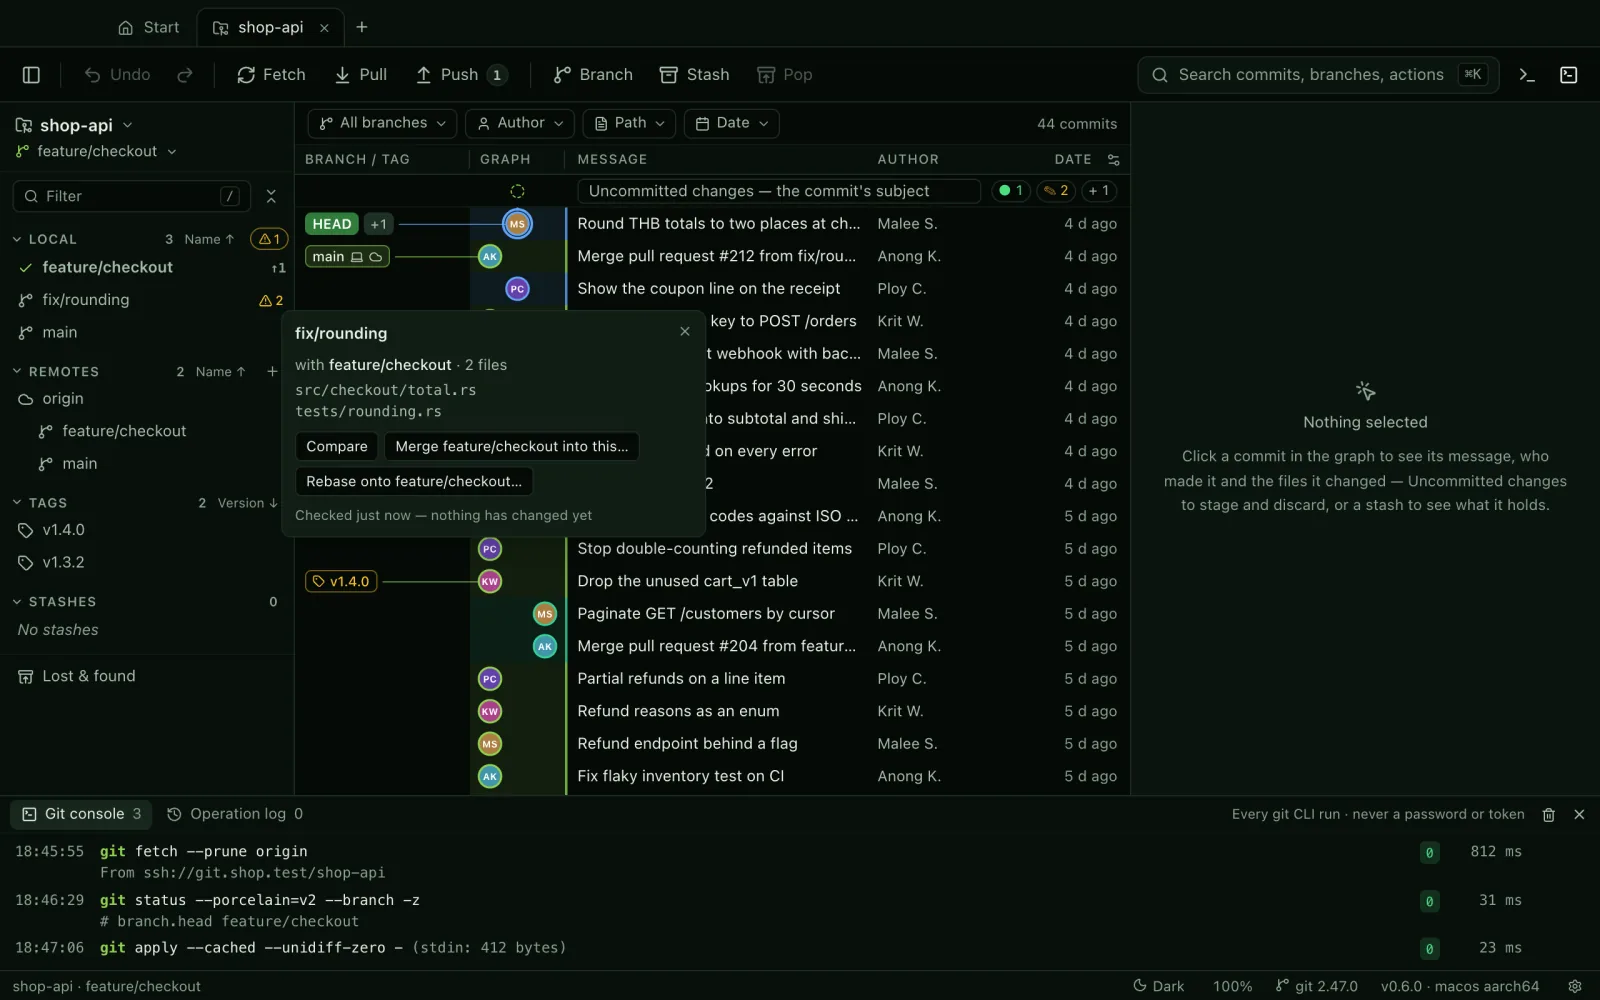 Start
shop-api
Undo
Fetch
Pull
Push 1
Branch
Stash
Pop
Search commits, branches, actions ⌘K
shop-api
feature/checkout
Filter /
LOCAL 3 Name ↑ 1
feature/checkout ↑1
fix/rounding 2
main
REMOTES 2 Name ↑ +
origin
feature/checkout
main
TAGS 2 Version ↓
v1.4.0
v1.3.2
STASHES 0
No stashes
Lost & found
All branches Author Path Date 44 commits
BRANCH / TAG GRAPH MESSAGE AUTHOR DATE
Uncommitted changes — the commit's subject 1 2 + 1
HEAD +1 MS Round THB totals to two places at ch... Malee S. 4 d ago
main AK Merge pull request #212 from fix/rou... Anong K. 4 d ago
PC Show the coupon line on the receipt Ploy C. 4 d ago
key to POST /orders Krit W. 4 d ago
t webhook with bac... Malee S. 4 d ago
okups for 30 seconds Anong K. 4 d ago
to subtotal and shi... Ploy C. 4 d ago
on every error Krit W. 4 d ago
2 Malee S. 4 d ago
codes against ISO ... Anong K. 5 d ago
PC Stop double-counting refunded items Ploy C. 5 d ago
v1.4.0 KW Drop the unused cart_v1 table Krit W. 5 d ago
MS Paginate GET /customers by cursor Malee S. 5 d ago
AK Merge pull request #204 from featur... Anong K. 5 d ago
PC Partial refunds on a line item Ploy C. 5 d ago
KW Refund reasons as an enum Krit W. 5 d ago
MS Refund endpoint behind a flag Malee S. 5 d ago
AK Fix flaky inventory test on CI Anong K. 5 d ago
fix/rounding
with feature/checkout · 2 files
src/checkout/total.rs
tests/rounding.rs
Compare Merge feature/checkout into this...
Rebase onto feature/checkout...
Checked just now — nothing has changed yet
Nothing selected
Click a commit in the graph to see its message, who
made it and the files it changed — Uncommitted changes
to stage and discard, or a stash to see what it holds.
Git console 3 Operation log 0 Every git CLI run · never a password or token
18:45:55 git fetch --prune origin 0 812 ms
From ssh://git.shop.test/shop-api
18:46:29 git status --porcelain=v2 --branch -z 0 31 ms
# branch.head feature/checkout
18:47:06 git apply --cached --unidiff-zero - (stdin: 412 bytes) 0 23 ms
shop-api · feature/checkout Dark 100% git 2.47.0 v0.6.0 · macos aarch64